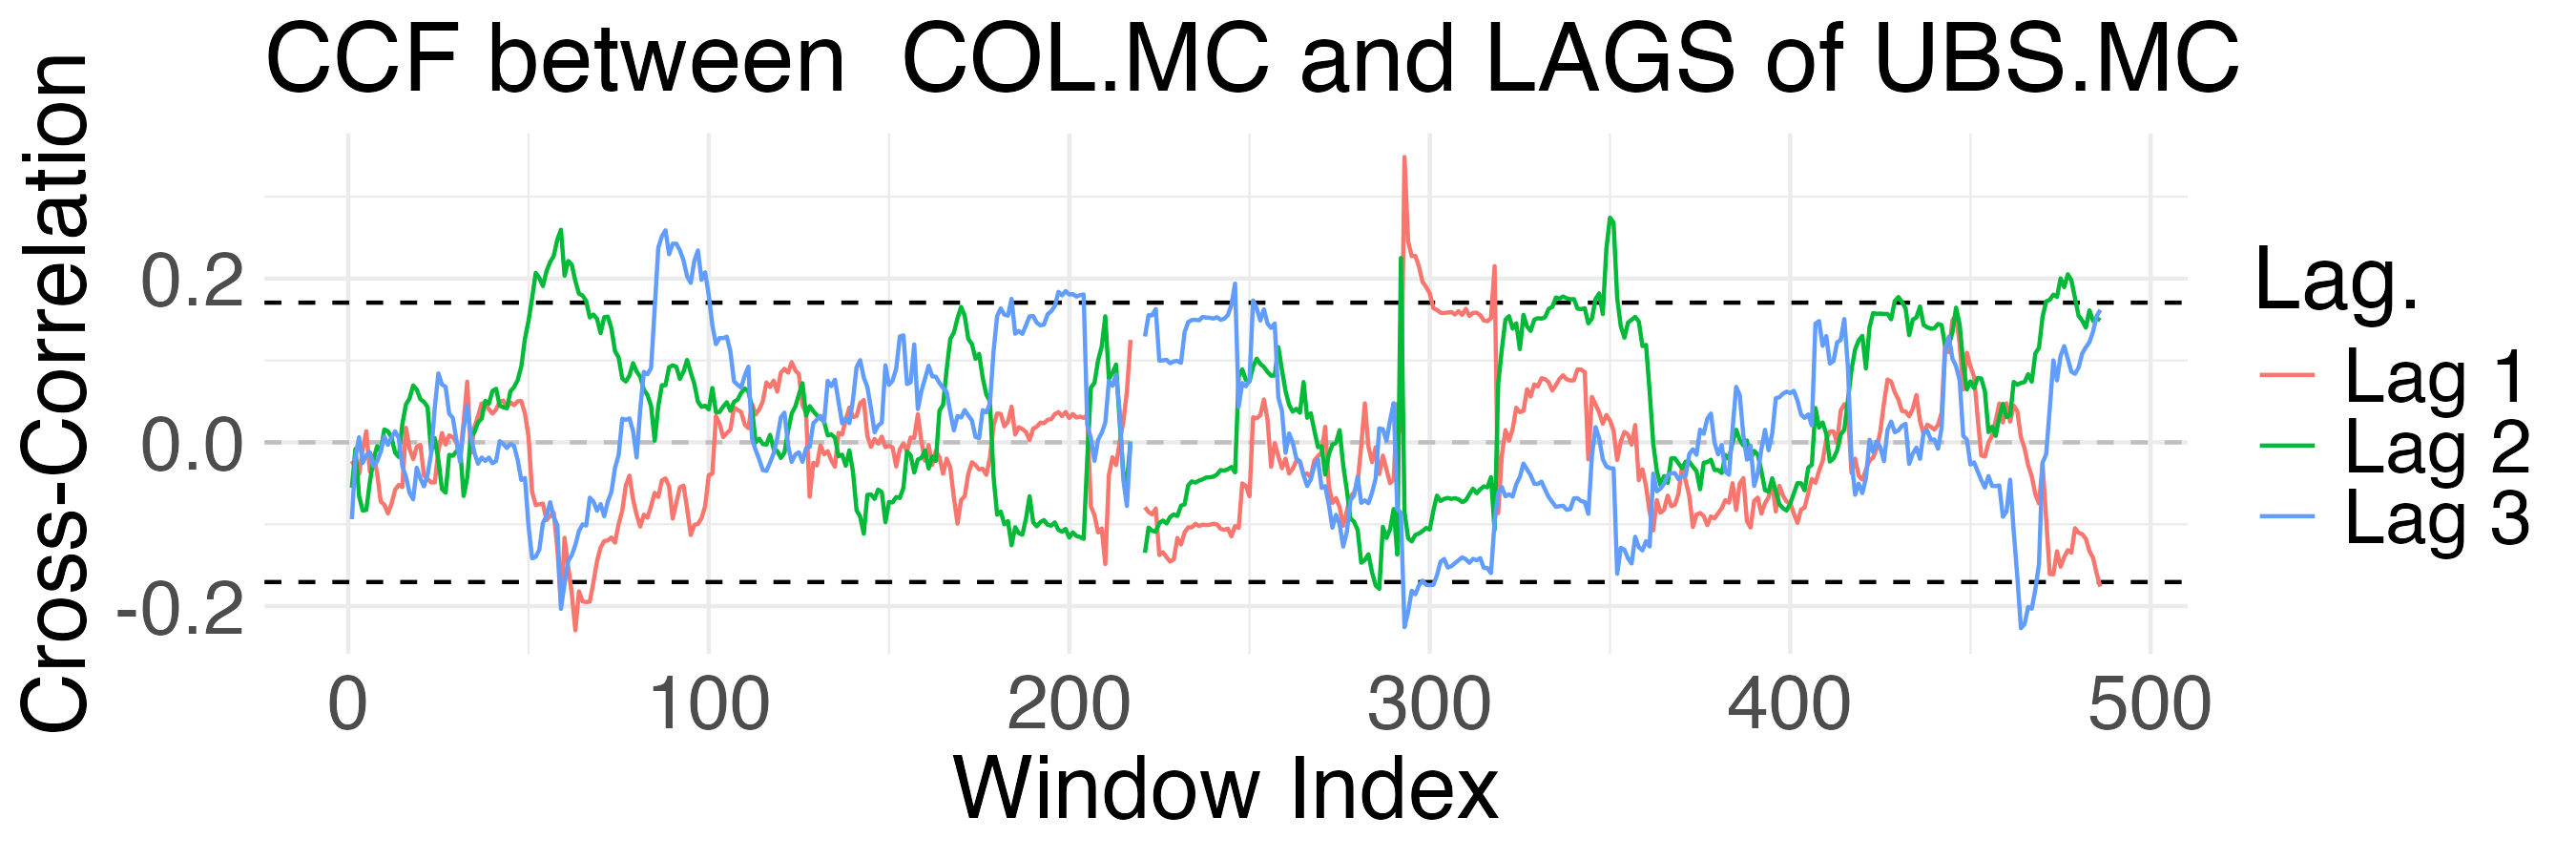 CCF between  COL.MC and LAGS of UBS.MC
Cross-Correlation
0.2
0.0
-0.2
0 100 200 300 400 500
Window Index
Lag.
Lag 1
Lag 2
Lag 3